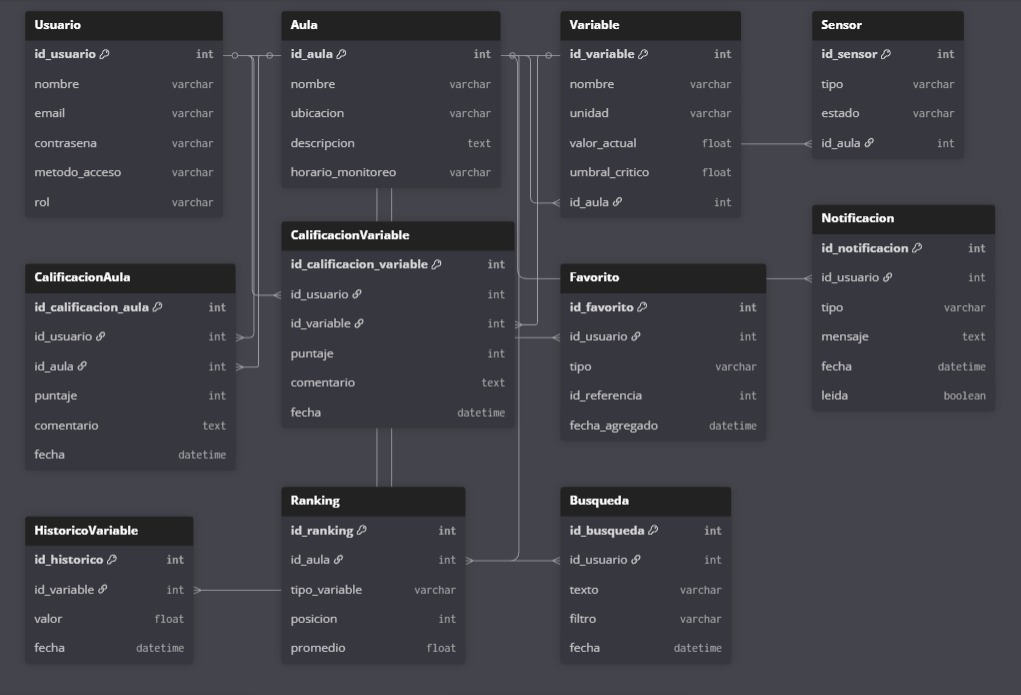 Usuario
id_usuario int
nombre varchar
email varchar
contrasena varchar
metodo_acceso varchar
rol varchar
Aula
id_aula int
nombre varchar
ubicacion varchar
descripcion text
horario_monitoreo varchar
Variable
id_variable int
nombre varchar
unidad varchar
valor_actual float
umbral_critico float
id_aula int
Sensor
id_sensor int
tipo varchar
estado varchar
id_aula int
Notificacion
id_notificacion int
id_usuario int
tipo varchar
mensaje text
fecha datetime
leida boolean
CalificacionAula
id_calificacion_aula int
id_usuario int
id_aula int
puntaje int
comentario text
fecha datetime
CalificacionVariable
id_calificacion_variable int
id_usuario int
id_variable int
puntaje int
comentario text
fecha datetime
Favorito
id_favorito int
id_usuario int
tipo varchar
id_referencia int
fecha_agregado datetime
HistoricoVariable
id_historico int
id_variable int
valor float
fecha datetime
Ranking
id_ranking int
id_aula int
tipo_variable varchar
posicion int
promedio float
Busqueda
id_busqueda int
id_usuario int
texto varchar
filtro varchar
fecha datetime